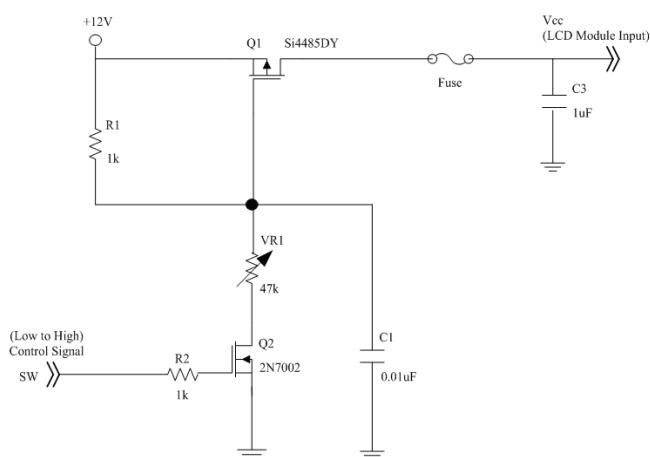 +12V
Q1
Si4485DY
Vcc
(LCD Module Input)
Fuse
C3
1uF
R1
1k
VR1
47k
(Low to High)
Control Signal
SW
R2
1k
Q2
2N7002
C1
0.01uF